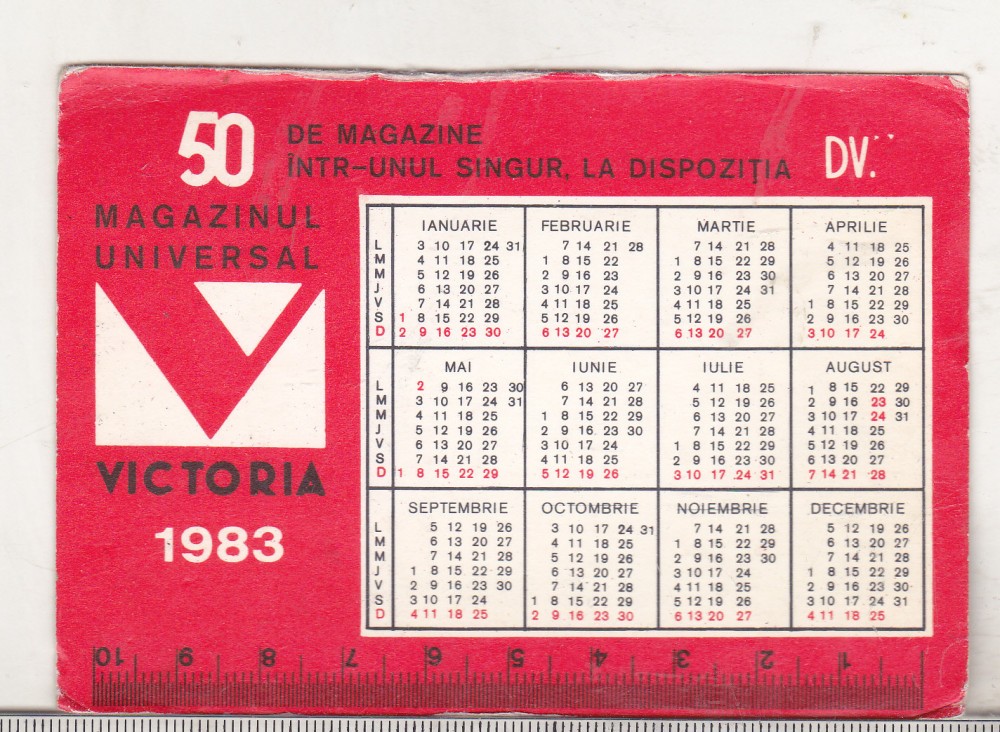 50 DE MAGAZINE
ÎNTR-UNUL SINGUR, LA DISPOZIŢIA DV.
MAGAZINUL
UNIVERSAL
VICTORIA
1983
IANUARIE
L 3 10 17 24 31
M 4 11 18 25
M 5 12 19 26
J 6 13 20 27
V 7 14 21 28
S 1 8 15 22 29
D 2 9 16 23 30
FEBRUARIE
7 14 21 28
1 8 15 22
2 9 16 23
3 10 17 24
4 11 18 25
5 12 19 26
6 13 20 27
MARTIE
7 14 21 28
1 8 15 22 29
2 9 16 23 30
3 10 17 24 31
4 11 18 25
5 12 19 26
6 13 20 27
APRILIE
4 11 18 25
5 12 19 26
6 13 20 27
7 14 21 28
1 8 15 22 29
2 9 16 23 30
3 10 17 24
MAI
L 2 9 16 23 30
M 3 10 17 24 31
M 4 11 18 25
J 5 12 19 26
V 6 13 20 27
S 7 14 21 28
D 1 8 15 22 29
IUNIE
6 13 20 27
7 14 21 28
1 8 15 22 29
2 9 16 23 30
3 10 17 24
4 11 18 25
5 12 19 26
IULIE
4 11 18 25
5 12 19 26
6 13 20 27
7 14 21 28
1 8 15 22 29
2 9 16 23 30
3 10 17 24 31
AUGUST
1 8 15 22 29
2 9 16 23 30
3 10 17 24 31
4 11 18 25
5 12 19 26
6 13 20 27
7 14 21 28
SEPTEMBRIE
L 5 12 19 26
M 6 13 20 27
M 7 14 21 28
J 1 8 15 22 29
V 2 9 16 23 30
S 3 10 17 24
D 4 11 18 25
OCTOMBRIE
3 10 17 24 31
4 11 18 25
5 12 19 26
6 13 20 27
7 14 21 28
1 8 15 22 29
2 9 16 23 30
NOIEMBRIE
7 14 21 28
1 8 15 22 29
2 9 16 23 30
3 10 17 24
4 11 18 25
5 12 19 26
6 13 20 27
DECEMBRIE
5 12 19 26
6 13 20 27
7 14 21 28
1 8 15 22 29
2 9 16 23 30
3 10 17 24 31
4 11 18 25
10 9 8 7 6 5 4 3 2 1